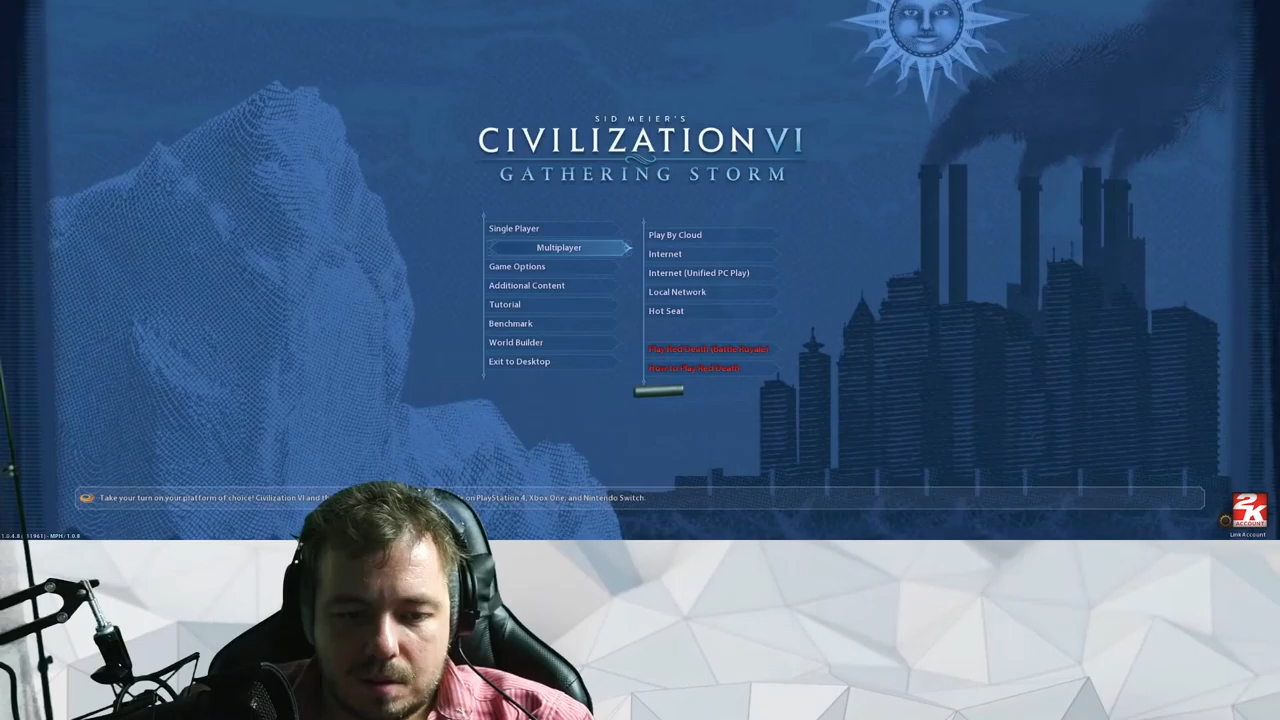 SID MEIER'S
CIVILIZATION VI
GATHERING STORM
Single Player
Multiplayer
Game Options
Additional Content
Tutorial
Benchmark
World Builder
Exit to Desktop
Play By Cloud
Internet
Internet (Unified PC Play)
Local Network
Hot Seat
Play Red Death (Battle Royale)
How to Play Red Death
Take your turn on your platform of choice! Civilization VI and th
on PlayStation 4, Xbox One, and Nintendo Switch.
2K
ACCOUNT
Link Account